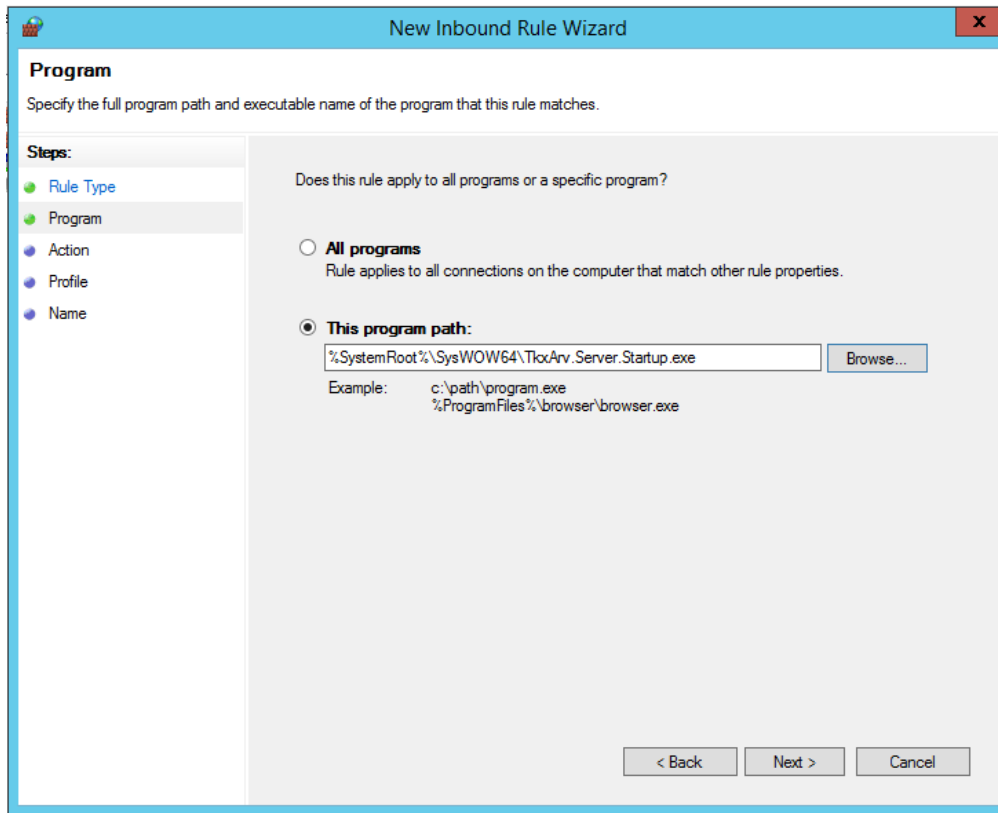 New Inbound Rule Wizard
x
Program
Specify the full program path and executable name of the program that this rule matches.
Steps:
Rule Type
Program
Action
Profile
Name
Does this rule apply to all programs or a specific program?
All programs
Rule applies to all connections on the computer that match other rule properties.
This program path:
%SystemRoot%\SysWOW64\TkxArv.Server.Startup.exe
Browse...
Example: c:\path\program.exe
%ProgramFiles%\browser\browser.exe
< Back Next > Cancel